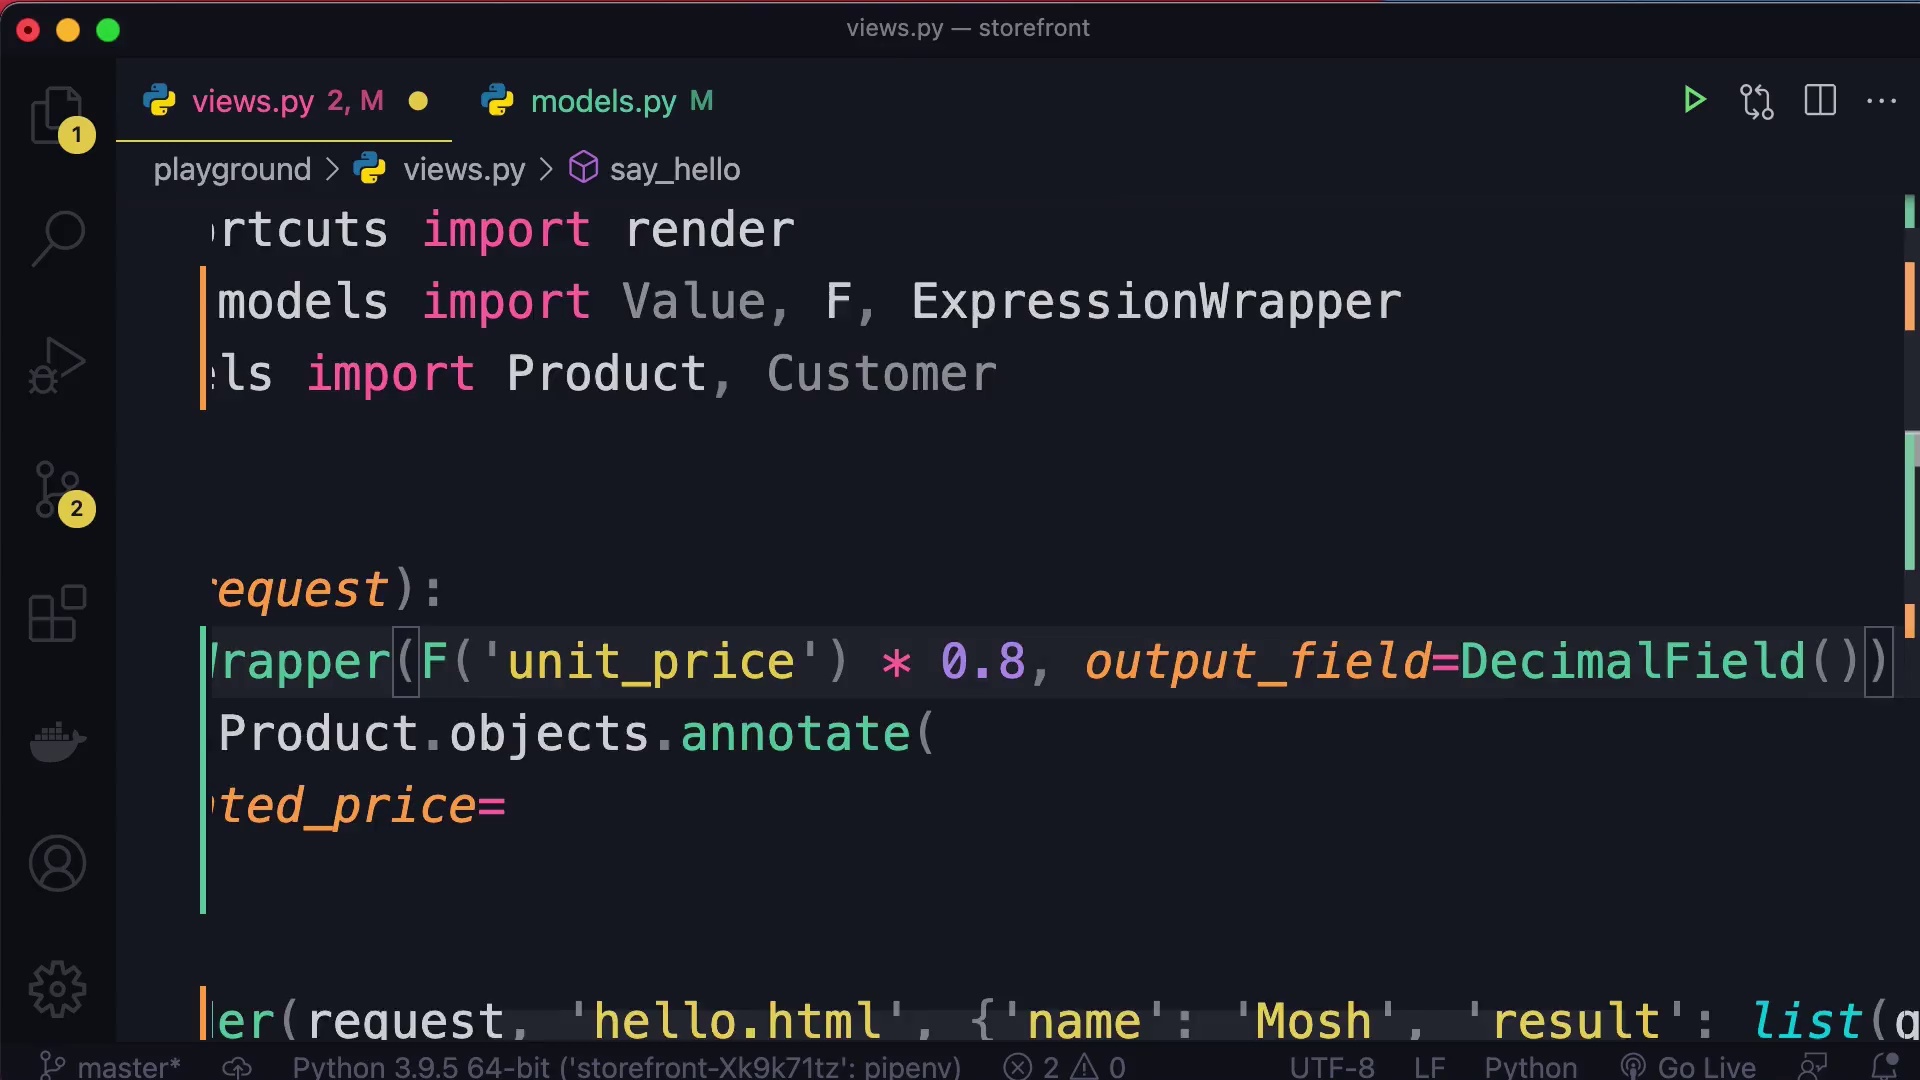 views.py — storefront
views.py 2, M models.py M
1
playground > views.py > say_hello
rtcuts import render
models import Value, F, ExpressionWrapper
ls import Product, Customer
2
equest):
rapper(F('unit_price') * 0.8, output_field=DecimalField())
Product.objects.annotate(
ted_price=
er(request, 'hello.html', {'name': 'Mosh', 'result': list(q
master* Python 3.9.5 64-bit ('storefront-Xk9k71tz': pipenv) 2 0 UTF-8 LF Python Go Live